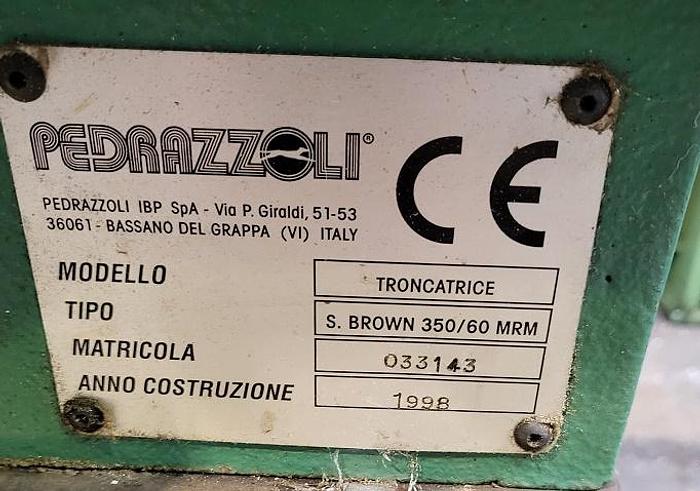 PEDRAZZOLI®
CE
PEDRAZZOLI IBP SpA - Via P. Giraldi, 51-53
36061 - BASSANO DEL GRAPPA (VI) ITALY
MODELLO TRONCATRICE
TIPO S. BROWN 350/60 MRM
MATRICOLA 033143
ANNO COSTRUZIONE 1998